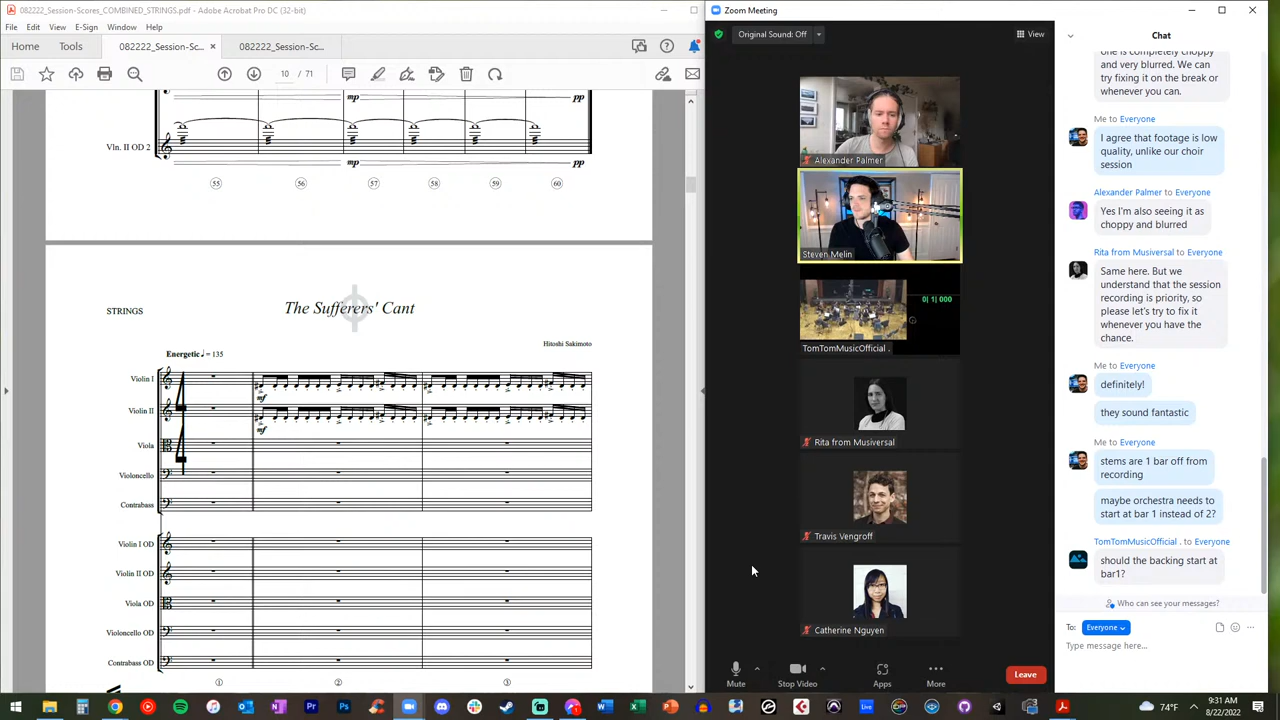 082222_Session-Scores_COMBINED_STRINGS.pdf - Adobe Acrobat Pro DC (32-bit)
File Edit View Sign Window Help
Home Tools 082222_Session-Sc... × 082222_Session-Sc...
10 / 71
mp pp
Vln. II OD 2
mp pp
55 56 57 58 59 60
STRINGS
The Sufferers' Cant
Hitoshi Sakimoto
Energetic ♩ = 135
Violin I
mf
Violin II
mf
Viola
Violoncello
Contrabass
Violin I OD
Violin II OD
Viola OD
Violoncello OD
Contrabass OD
1 2 3
Zoom Meeting
Original Sound: Off
View
Alexander Palmer
Steven Melin
0| 1| 000
TomTomMusicOfficial .
Rita from Musiversal
Travis Vengroff
Catherine Nguyen
Mute
Stop Video
Apps
More
Leave
Chat
one is completely choppy
and very blurred. We can
try fixing it on the break or
whenever you can.
Me to Everyone
I agree that footage is low
quality, unlike our choir
session
Alexander Palmer to Everyone
Yes I'm also seeing it as
choppy and blurred
Rita from Musiversal to Everyone
Same here. But we
understand that the session
recording is priority, so
please let's try to fix it
whenever you have the
chance.
Me to Everyone
definitely!
they sound fantastic
Me to Everyone
stems are 1 bar off from
recording
maybe orchestra needs to
start at bar 1 instead of 2?
TomTomMusicOfficial . to Everyone
should the backing start at
bar1?
Who can see your messages?
To: Everyone
Type message here...
Live
74°F
9:31 AM
8/22/2022